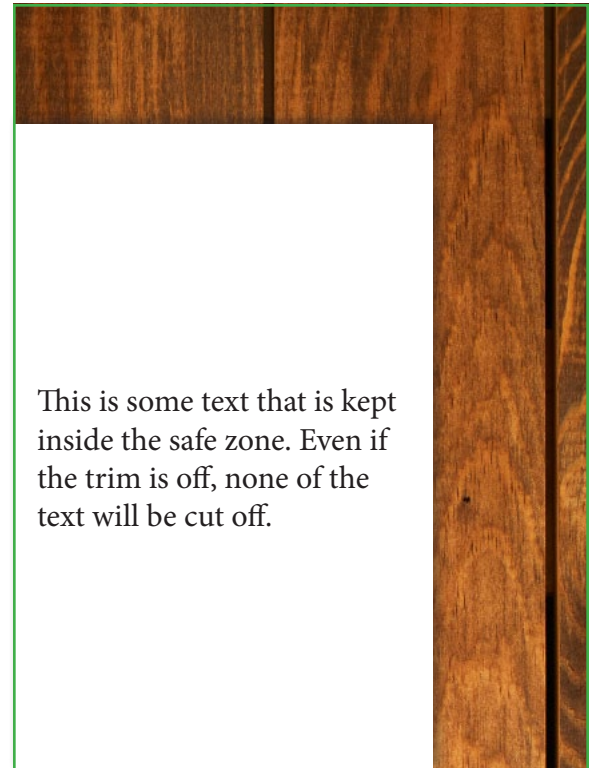 This is some text that is kept
inside the safe zone. Even if
the trim is off, none of the
text will be cut off.